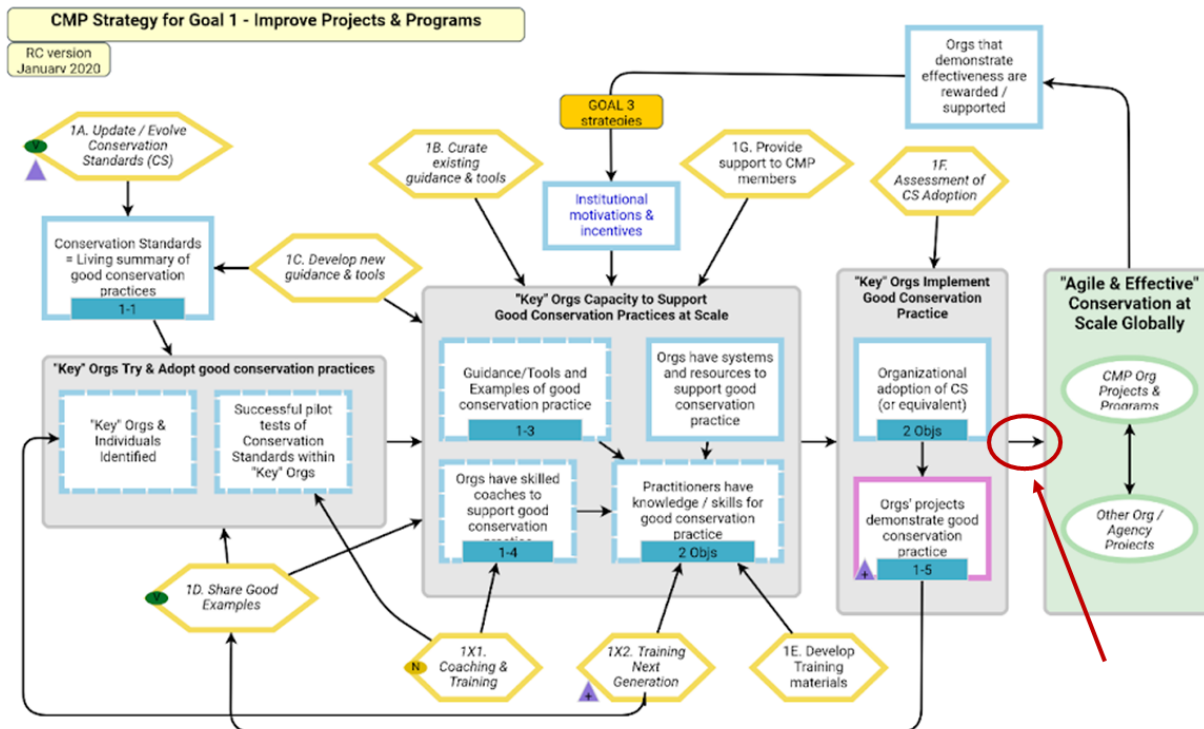 CMP Strategy for Goal 1 - Improve Projects & Programs
RC version
January 2020
Orgs that
demonstrate
effectiveness are
rewarded /
supported
GOAL 3
strategies
1A. Update / Evolve
Conservation
Standards (CS)
V
1B. Curate
existing
guidance & tools
1G. Provide
support to CMP
members
1F.
Assessment of
CS Adoption
Institutional
motivations &
incentives
Conservation Standards
= Living summary of
good conservation
practices
1-1
1C. Develop new
guidance & tools
"Key" Orgs Capacity to Support
Good Conservation Practices at Scale
"Key" Orgs Implement
Good Conservation
Practice
"Agile & Effective"
Conservation at
Scale Globally
"Key" Orgs Try & Adopt good conservation practices
"Key" Orgs &
Individuals
Identified
Successful pilot
tests of
Conservation
Standards within
"Key" Orgs
Guidance/Tools and
Examples of good
conservation practice
1-3
Orgs have systems
and resources to
support good
conservation
practice
Organizational
adoption of CS
(or equivalent)
2 Objs
CMP Org
Projects &
Programs
Orgs have skilled
coaches to
support good
conservation
practice
1-4
Practitioners have
knowledge / skills for
good conservation
practice
2 Objs
Orgs' projects
demonstrate good
conservation
practice
+
1-5
Other Org /
Agency
Projects
V
1D. Share Good
Examples
N
1X1.
Coaching &
Training
1X2. Training
Next
Generation
+
1E. Develop
Training
materials